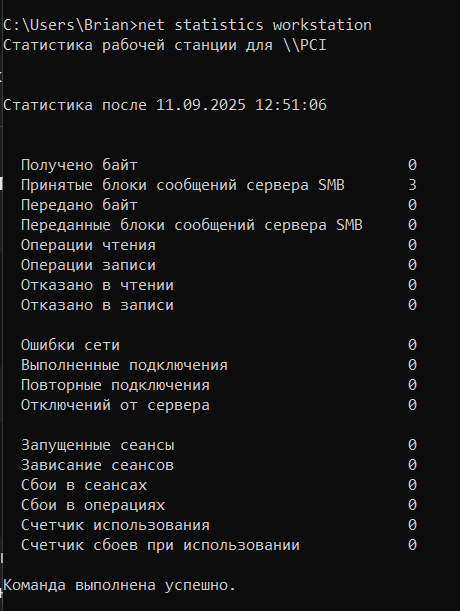 C:\Users\Brian>net statistics workstation
Статистика рабочей станции для \\PCI
Статистика после 11.09.2025 12:51:06
Получено байт 0
Принятые блоки сообщений сервера SMB 3
Передано байт 0
Переданные блоки сообщений сервера SMB 0
Операции чтения 0
Операции записи 0
Отказано в чтении 0
Отказано в записи 0
Ошибки сети 0
Выполненные подключения 0
Повторные подключения 0
Отключений от сервера 0
Запущенные сеансы 0
Зависание сеансов 0
Сбои в сеансах 0
Сбои в операциях 0
Счетчик использования 0
Счетчик сбоев при использовании 0
Команда выполнена успешно.